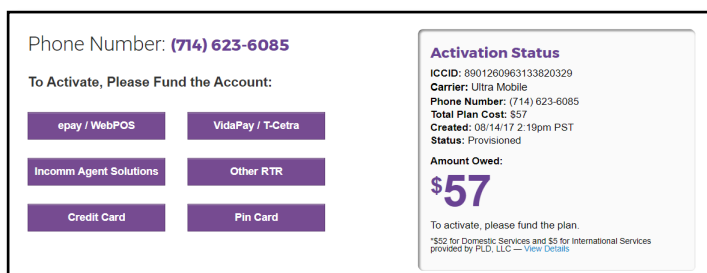 Phone Number: (714) 623-6085
To Activate, Please Fund the Account:
epay / WebPOS
VidaPay / T-Cetra
Incomm Agent Solutions
Other RTR
Credit Card
Pin Card
Activation Status
ICCID: 8901260963133820329
Carrier: Ultra Mobile
Phone Number: (714) 623-6085
Total Plan Cost: $57
Created: 08/14/17 2:19pm PST
Status: Provisioned
Amount Owed:
$57
To activate, please fund the plan.
*$52 for Domestic Services and $5 for International Services
provided by PLD, LLC — View Details